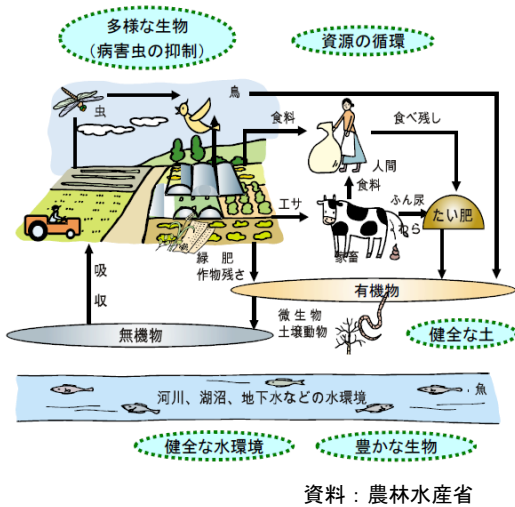 多様な生物
(病害虫の抑制)
資源の循環
虫
鳥
食料
食べ残し
人間
食料
エサ
ふん尿
わら
たい肥
家畜
緑肥
作物残さ
吸
収
有機物
無機物
微生物
土壌動物
健全な土
河川、湖沼、地下水などの水環境
魚
健全な水環境
豊かな生物
資料：農林水産省